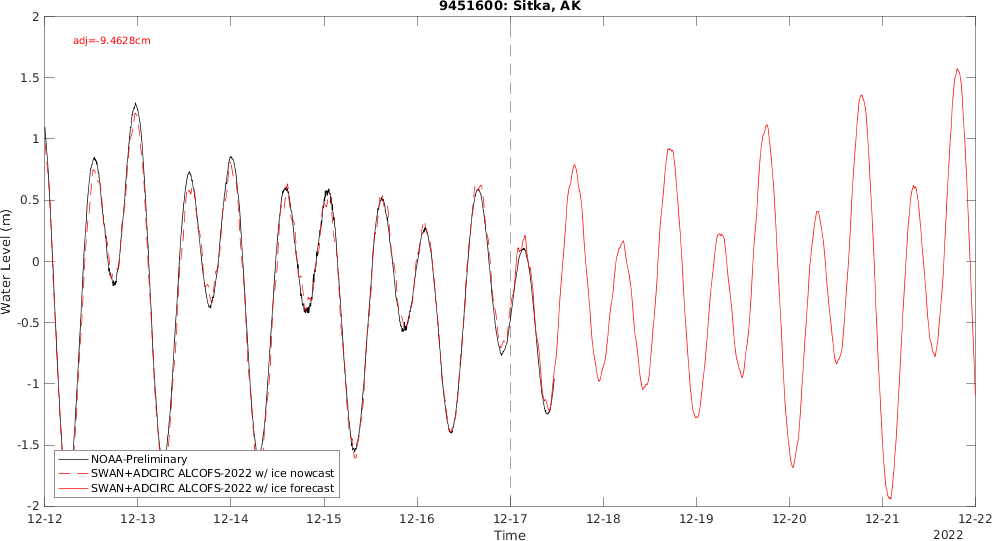 9451600: Sitka, AK
adj=-9.4628cm
Water Level (m)
2
1.5
1
0.5
0
-0.5
-1
-1.5
-2
NOAA-Preliminary
SWAN+ADCIRC ALCOFS-2022 w/ ice nowcast
SWAN+ADCIRC ALCOFS-2022 w/ ice forecast
12-12 12-13 12-14 12-15 12-16 12-17 12-18 12-19 12-20 12-21 12-22
Time
2022